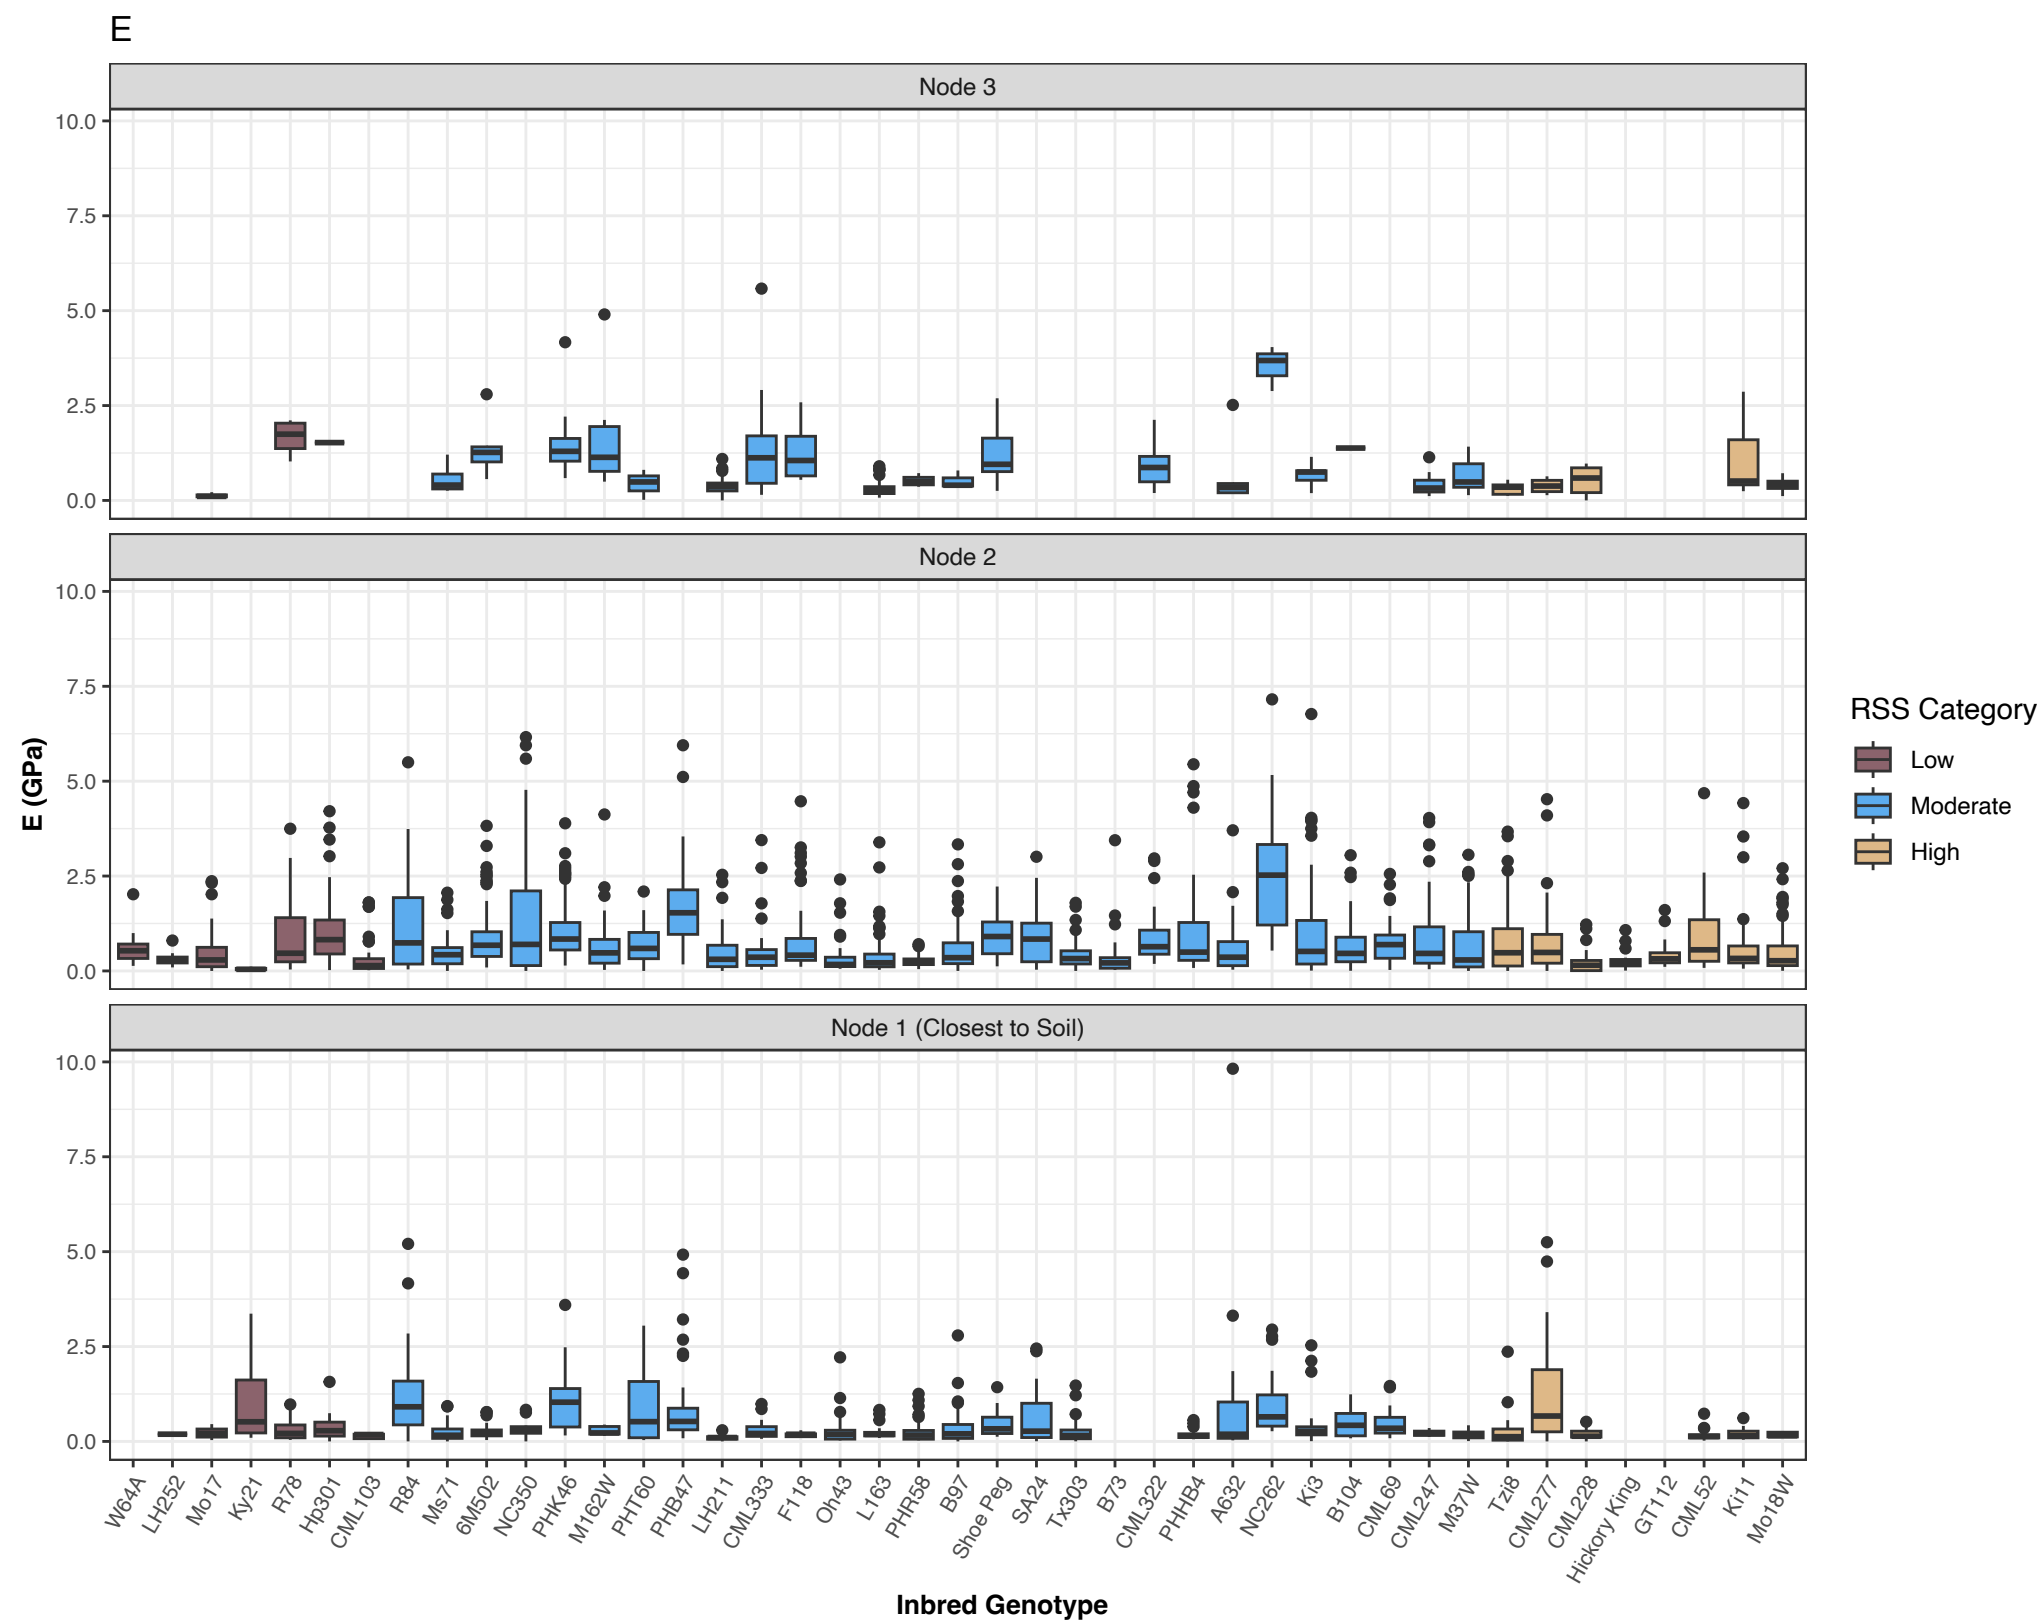 E
Node 3
10.0
7.5
5.0
2.5
0.0
Node 2
10.0
7.5
5.0
2.5
0.0
Node 1 (Closest to Soil)
10.0
7.5
5.0
2.5
0.0
E (GPa)
W64A
LH252
Mo17
Ky21
R78
Hp301
CML103
R84
Ms71
6M502
NC350
PHK46
M162W
PHT60
PHB47
LH211
CML333
F118
Oh43
L163
PHR58
B97
Shoe Peg
SA24
Tx303
B73
CML322
PHHB4
A632
NC262
Ki3
B104
CML69
CML247
M37W
Tzi8
CML277
CML228
Hickory King
GT112
CML52
Ki11
Mo18W
Inbred Genotype
RSS Category
Low
Moderate
High